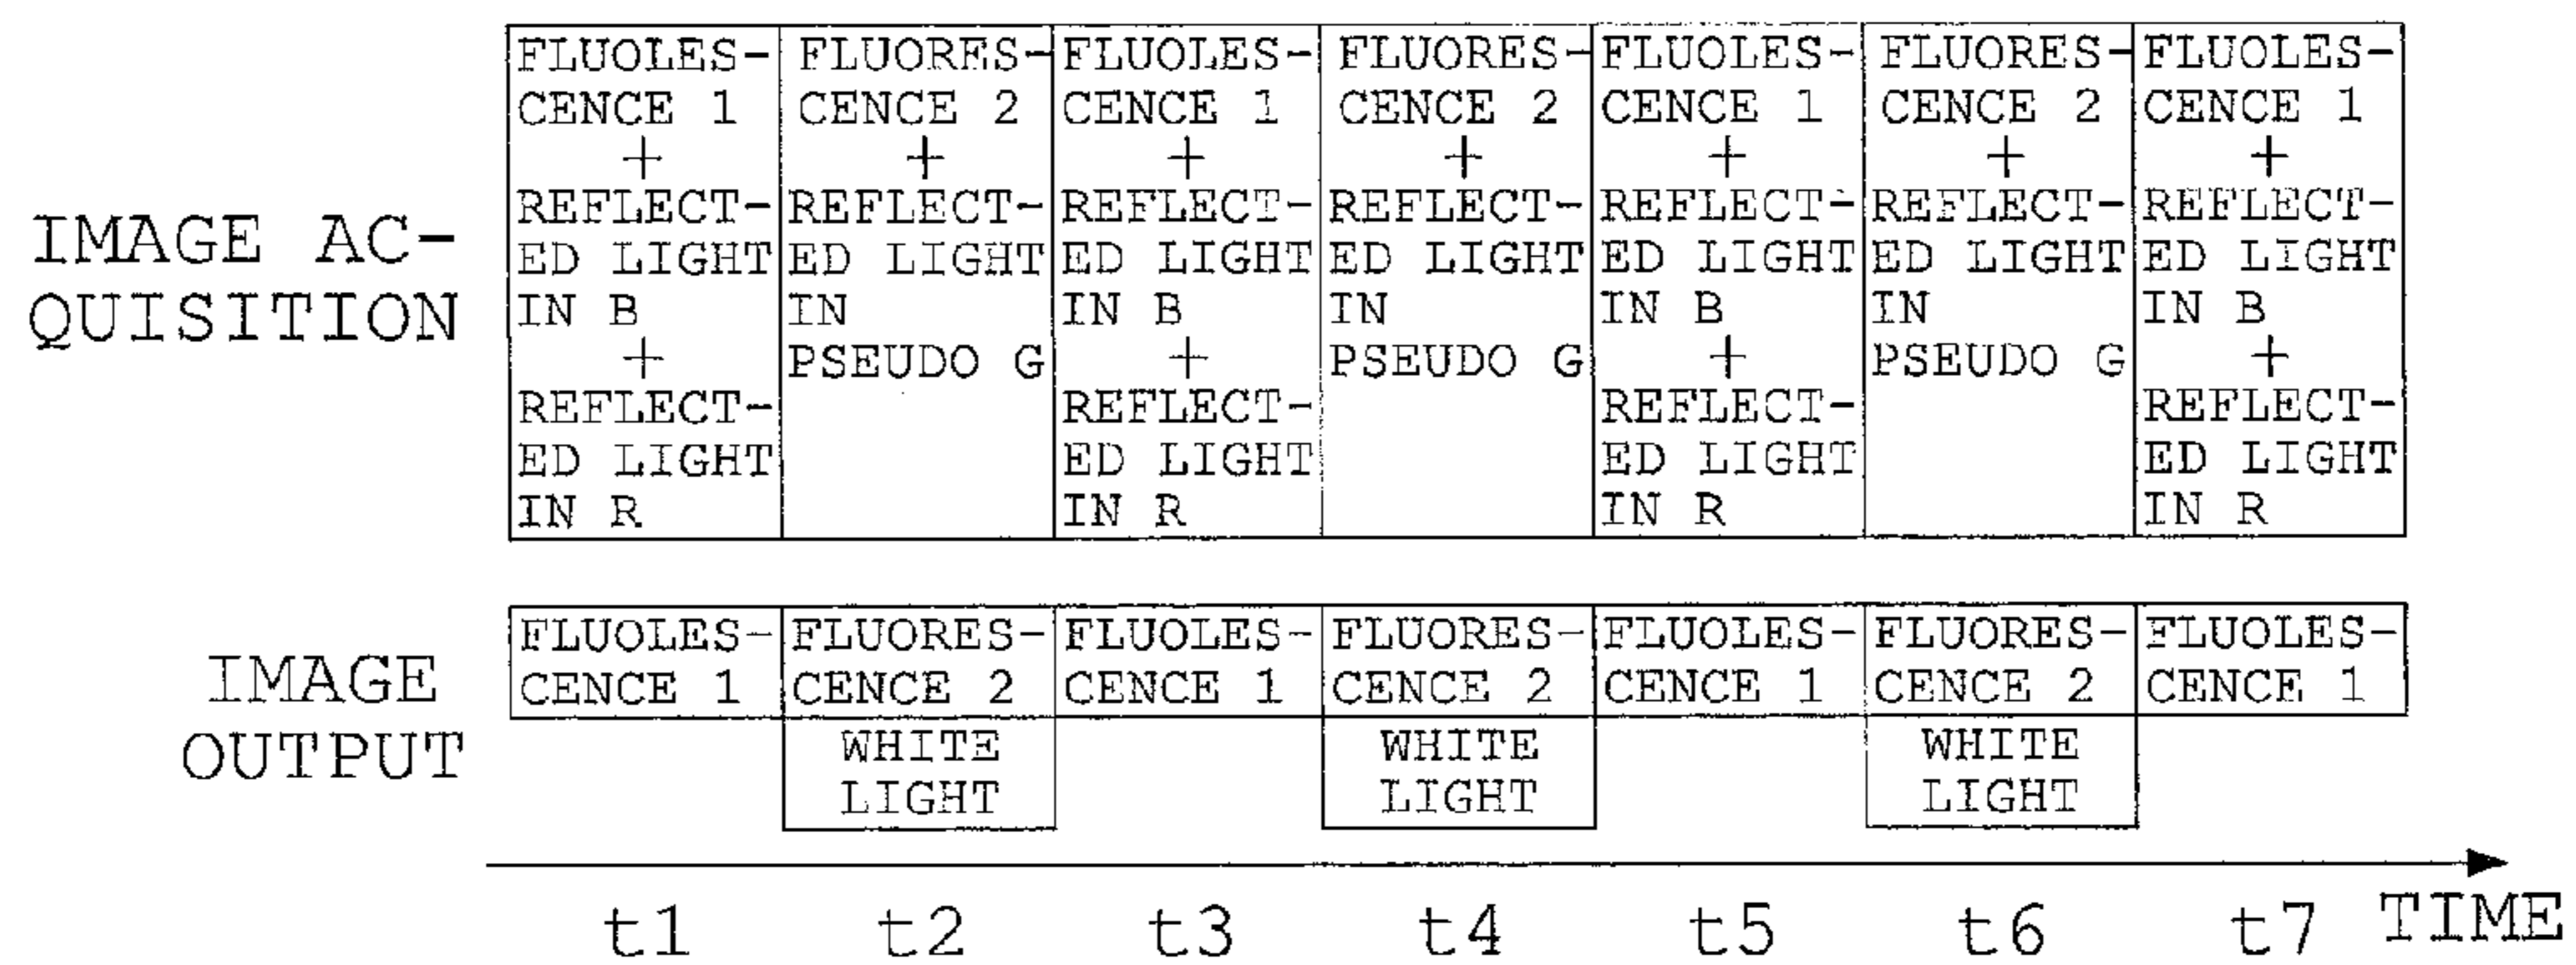 IMAGE AC-
QUISITION
FLUOLES-
CENCE 1
+
REFLECT-
ED LIGHT
IN B
+
REFLECT-
ED LIGHT
IN R
FLUORES-
CENCE 2
+
REFLECT-
ED LIGHT
IN
PSEUDO G
FLUOLES-
CENCE 1
+
REFLECT-
ED LIGHT
IN B
+
REFLECT-
ED LIGHT
IN R
FLUORES-
CENCE 2
+
REFLECT-
ED LIGHT
IN
PSEUDO G
FLUOLES-
CENCE 1
+
REFLECT-
ED LIGHT
IN B
+
REFLECT-
ED LIGHT
IN R
FLUORES-
CENCE 2
+
REFLECT-
ED LIGHT
IN
PSEUDO G
FLUOLES-
CENCE 1
+
REFLECT-
ED LIGHT
IN B
+
REFLECT-
ED LIGHT
IN R
IMAGE
OUTPUT
FLUOLES-
CENCE 1
FLUORES-
CENCE 2
WHITE
LIGHT
FLUOLES-
CENCE 1
FLUORES-
CENCE 2
WHITE
LIGHT
FLUOLES-
CENCE 1
FLUORES-
CENCE 2
WHITE
LIGHT
FLUOLES-
CENCE 1
t1 t2 t3 t4 t5 t6 t7 TIME